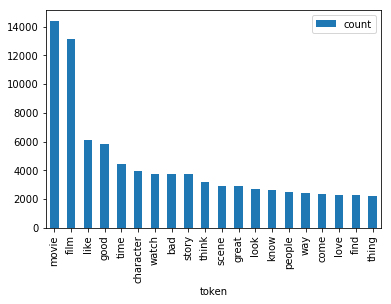 count
14000
12000
10000
8000
6000
4000
2000
0
movie
film
like
good
time
character
watch
bad
story
think
scene
great
look
know
people
way
come
love
find
thing
token